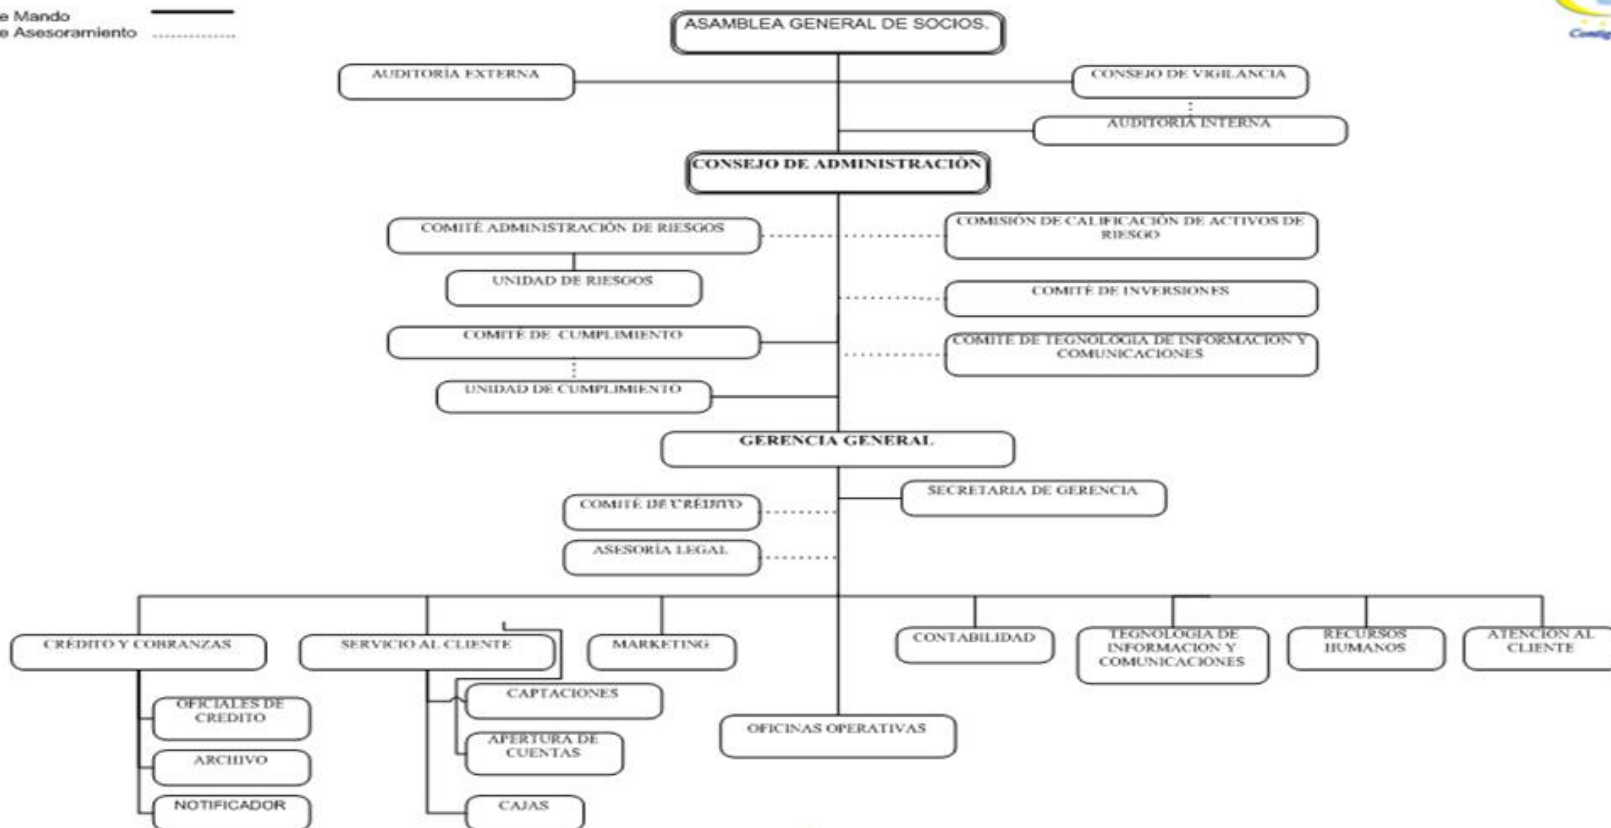 e Mando
e Asesoramiento
ASAMBLEA GENERAL DE SOCIOS.
AUDITORÍA EXTERNA
CONSEJO DE VIGILANCIA
AUDITORIA INTERNA
CONSEJO DE ADMINISTRACIÓN
COMITÉ ADMINISTRACIÓN DE RIESGOS
COMISIÓN DE CALIFICACIÓN DE ACTIVOS DE
RIESGO
UNIDAD DE RIESGOS
COMITÉ DE INVERSIONES
COMITÉ DE CUMPLIMIENTO
COMITE DE TEGNOLOGIA DE INFORMACION Y
COMUNICACIONES
UNIDAD DE CUMPLIMIENTO
GERENCIA GENERAL
SECRETARIA DE GERENCIA
COMITÉ DE CRÉDITO
ASESORÍA LEGAL
CRÉDITO Y COBRANZAS
SERVICIO AL CLIENTE
MARKETING
CONTABILIDAD
TEGNOLOGIA DE
INFORMACION Y
COMUNICACIONES
RECURSOS
HUMANOS
ATENCION AL
CLIENTE
OFICIALES DE
CREDITO
CAPTACIONES
OFICINAS OPERATIVAS
APERTURA DE
CUENTAS
ARCHIVO
NOTIFICADOR
CAJAS